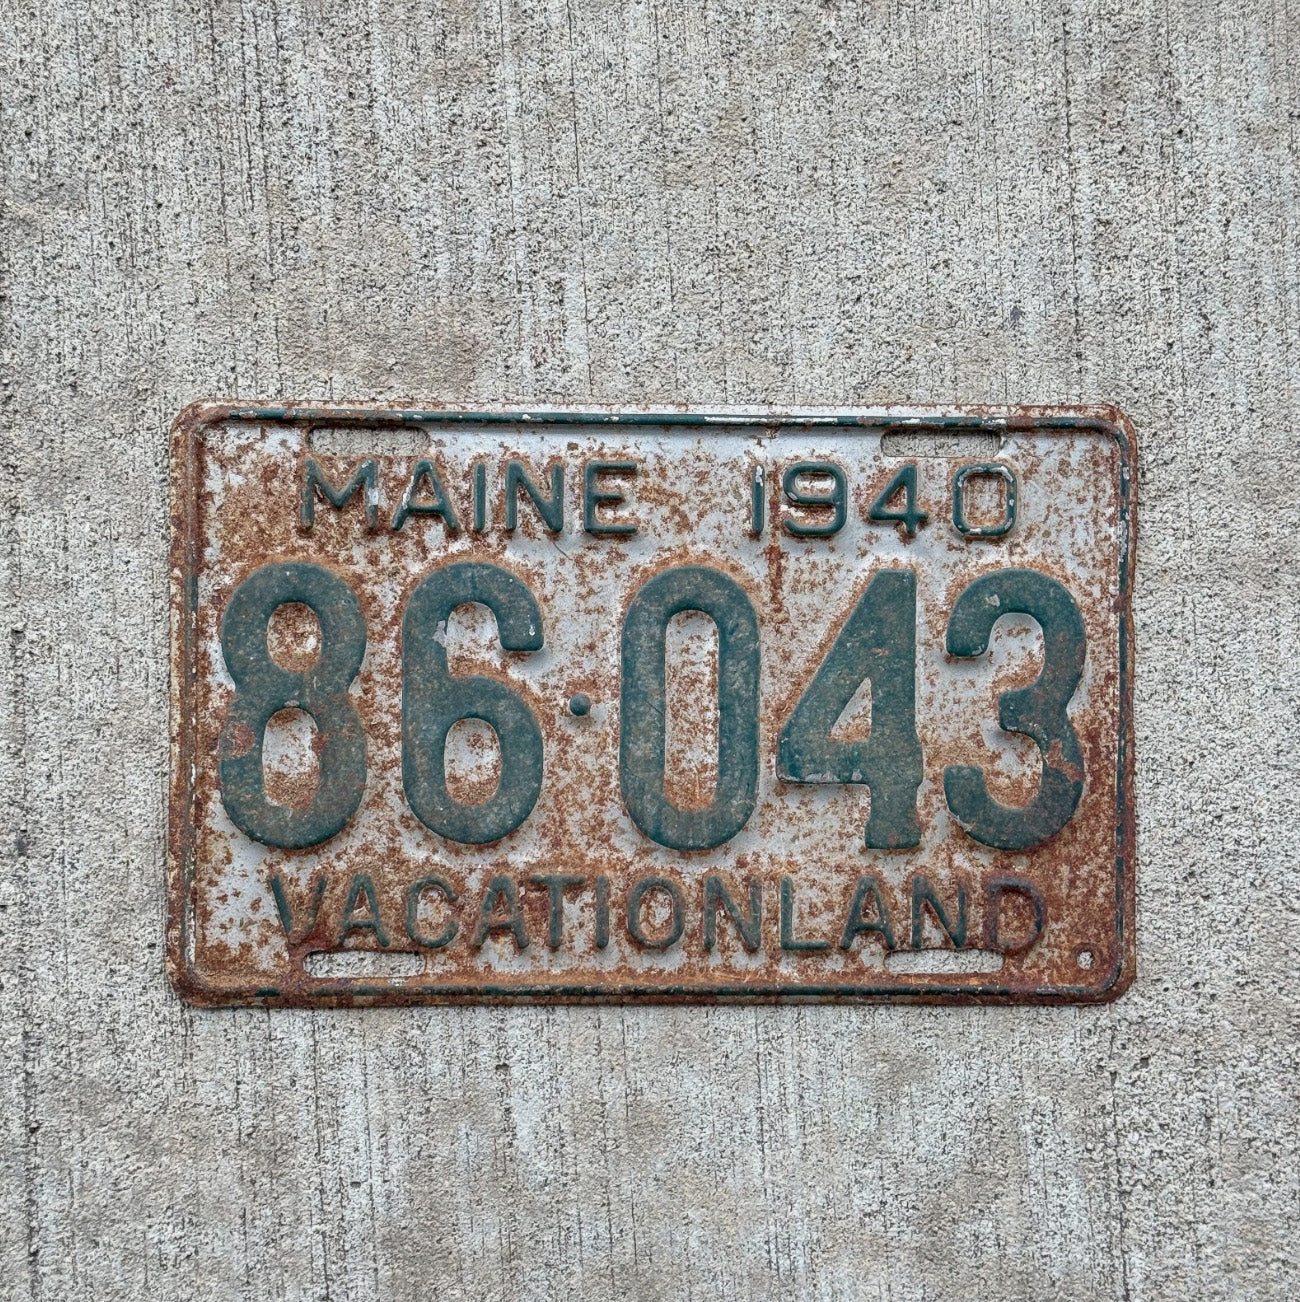 MAINE 1940
86·043
VACATIONLAND